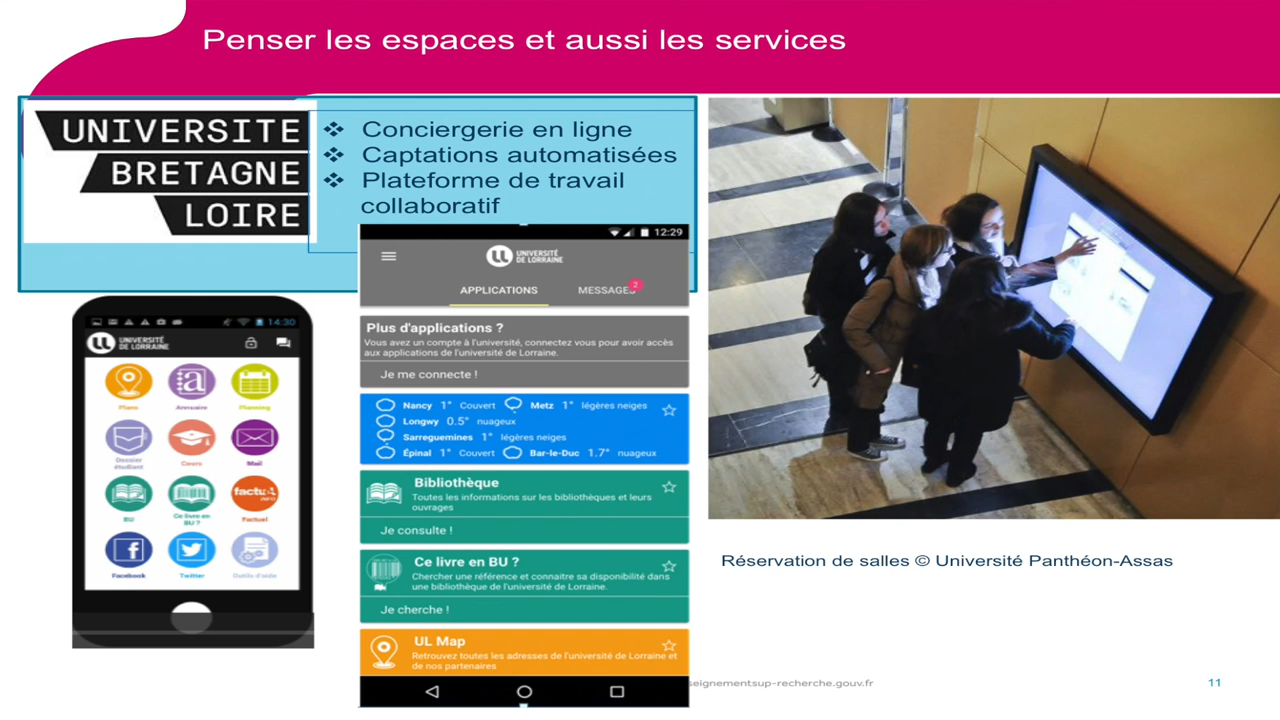 Penser les espaces et aussi les services
UNIVERSITE
BRETAGNE
LOIRE
❖ Conciergerie en ligne
❖ Captations automatisées
❖ Plateforme de travail
collaboratif
14:30
UNIVERSITÉ
DE LORRAINE
Plans Annuaire Planning
Dossier
étudiant
Cours Mail
BU
Ce livre en
BU ?
factuel
INFO
Factuel
Facebook Twitter Outils d'aide
12:29
UNIVERSITÉ
DE LORRAINE
APPLICATIONS MESSAGES 2
Plus d'applications ?
Vous avez un compte à l'université, connectez vous pour avoir accès
aux applications de l'université de Lorraine.
Je me connecte !
Nancy 1° Couvert Metz 1° légères neiges
Longwy 0.5° nuageux
Sarreguemines 1° légères neiges
Épinal 1° Couvert Bar-le-Duc 1.7° nuageux
Bibliothèque
Toutes les informations sur les bibliothèques et leurs
ouvrages
Je consulte !
Ce livre en BU ?
Chercher une référence et connaitre sa disponibilité dans
une bibliothèque de l'université de Lorraine.
Je cherche !
UL Map
Retrouvez toutes les adresses de l'université de Lorraine et
de nos partenaires
Réservation de salles © Université Panthéon-Assas
seignementsup-recherche.gouv.fr
11